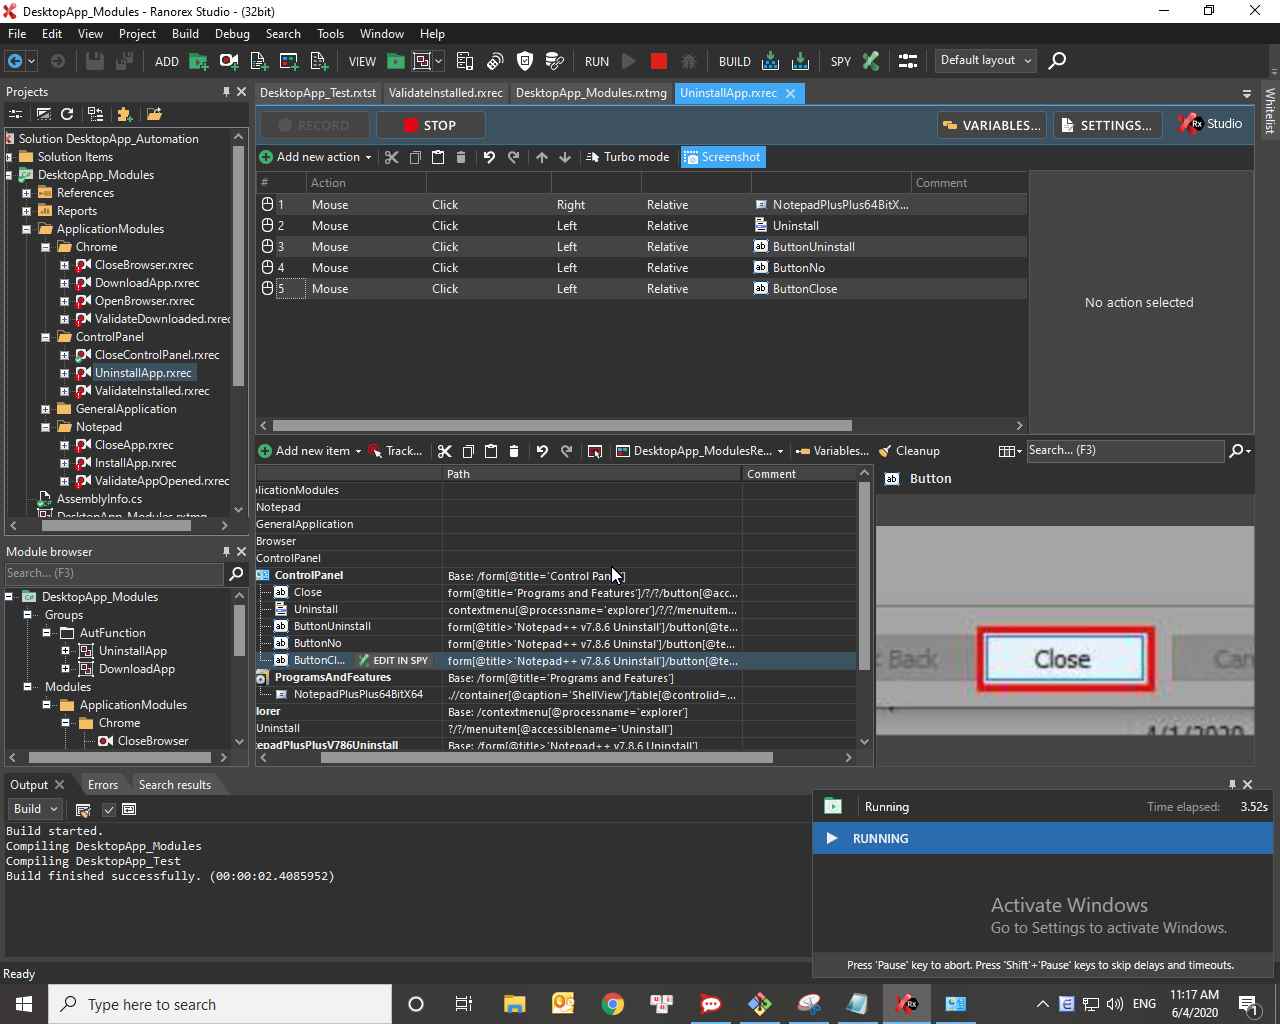 DesktopApp_Modules - Ranorex Studio - (32bit)
File Edit View Project Build Debug Search Tools Window Help
ADD VIEW RUN BUILD SPY Default layout
Projects
Solution DesktopApp_Automation
Solution Items
DesktopApp_Modules
References
Reports
ApplicationModules
Chrome
CloseBrowser.rxrec
DownloadApp.rxrec
OpenBrowser.rxrec
ValidateDownloaded.rxrec
ControlPanel
CloseControlPanel.rxrec
UninstallApp.rxrec
ValidateInstalled.rxrec
GeneralApplication
Notepad
CloseApp.rxrec
InstallApp.rxrec
ValidateAppOpened.rxrec
AssemblyInfo.cs
DesktopApp_Modules.rxtmg
Module browser
Search... (F3)
DesktopApp_Modules
Groups
AutFunction
UninstallApp
DownloadApp
Modules
ApplicationModules
Chrome
CloseBrowser
DesktopApp_Test.rxtst ValidateInstalled.rxrec DesktopApp_Modules.rxtmg UninstallApp.rxrec
Whitelist
RECORD STOP VARIABLES... SETTINGS... Rx Studio
Add new action Turbo mode Screenshot
# Action Comment
1 Mouse Click Right Relative NotepadPlusPlus64BitX...
2 Mouse Click Left Relative Uninstall
3 Mouse Click Left Relative ButtonUninstall
4 Mouse Click Left Relative ButtonNo
5 Mouse Click Left Relative ButtonClose
No action selected
Add new item Track... DesktopApp_ModulesRe... Variables... Cleanup Search... (F3)
Path Comment
plicationModules
Notepad
GeneralApplication
Browser
ControlPanel
ControlPanel Base: /form[@title='Control Pan ']
Close form[@title='Programs and Features']/?/?/button[@acc...
Uninstall contextmenu[@processname='explorer']/?/?/menuitem...
ButtonUninstall form[@title>'Notepad++ v7.8.6 Uninstall']/button[@te...
ButtonNo form[@title>'Notepad++ v7.8.6 Uninstall']/button[@te...
ButtonCl... EDIT IN SPY form[@title>'Notepad++ v7.8.6 Uninstall']/button[@te...
ProgramsAndFeatures Base: /form[@title='Programs and Features']
NotepadPlusPlus64BitX64 .//container[@caption='ShellView']/table[@controlid=...
lorer Base: /contextmenu[@processname='explorer']
Uninstall ?/?/menuitem[@accessiblename='Uninstall']
tepadPlusPlusV786Uninstall Base: /form[@title>'Notepad++ v7.8.6 Uninstall']
ab Button
Back Close Can
4/1/2020
Output Errors Search results
Build
Build started.
Compiling DesktopApp_Modules
Compiling DesktopApp_Test
Build finished successfully. (00:00:02.4085952)
Running Time elapsed: 3.52s
RUNNING
Activate Windows
Go to Settings to activate Windows.
Press 'Pause' key to abort. Press 'Shift'+'Pause' keys to skip delays and timeouts.
Ready
Type here to search
ENG
11:17 AM
6/4/2020
1